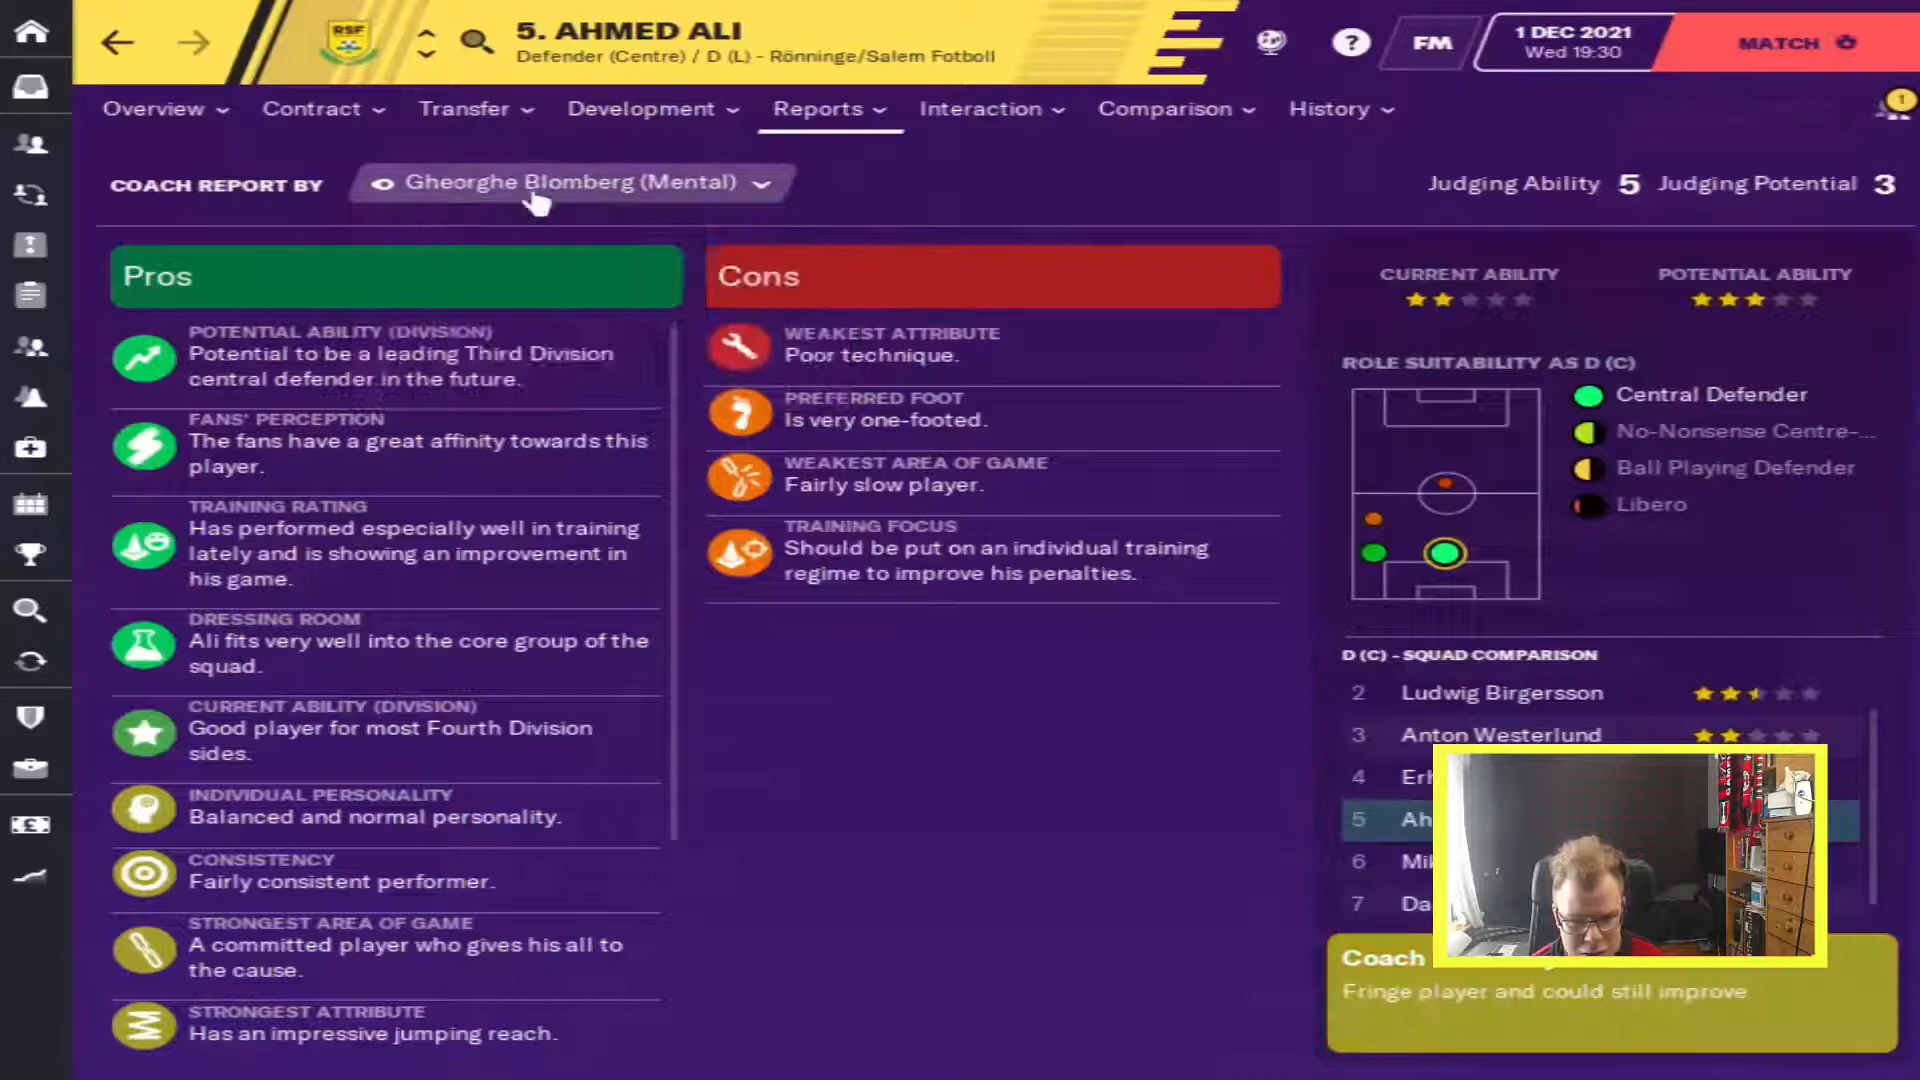 RSF
5. AHMED ALI
Defender (Centre) / D (L) - Rönninge/Salem Fotboll
?
FM
1 DEC 2021
Wed 19:30
MATCH
Overview
Contract
Transfer
Development
Reports
Interaction
Comparison
History
1
COACH REPORT BY
Gheorghe Blomberg (Mental)
Judging Ability 5 Judging Potential 3
Pros
POTENTIAL ABILITY (DIVISION)
Potential to be a leading Third Division
central defender in the future.
FANS' PERCEPTION
The fans have a great affinity towards this
player.
TRAINING RATING
Has performed especially well in training
lately and is showing an improvement in
his game.
DRESSING ROOM
Ali fits very well into the core group of the
squad.
CURRENT ABILITY (DIVISION)
Good player for most Fourth Division
sides.
INDIVIDUAL PERSONALITY
Balanced and normal personality.
CONSISTENCY
Fairly consistent performer.
STRONGEST AREA OF GAME
A committed player who gives his all to
the cause.
STRONGEST ATTRIBUTE
Has an impressive jumping reach.
Cons
WEAKEST ATTRIBUTE
Poor technique.
PREFERRED FOOT
Is very one-footed.
WEAKEST AREA OF GAME
Fairly slow player.
TRAINING FOCUS
Should be put on an individual training
regime to improve his penalties.
CURRENT ABILITY
POTENTIAL ABILITY
ROLE SUITABILITY AS D (C)
Central Defender
No-Nonsense Centre-...
Ball Playing Defender
Libero
D (C) - SQUAD COMPARISON
2 Ludwig Birgersson
3 Anton Westerlund
4
5 Ah
6
7 Da
Coach
Fringe player and could still improve